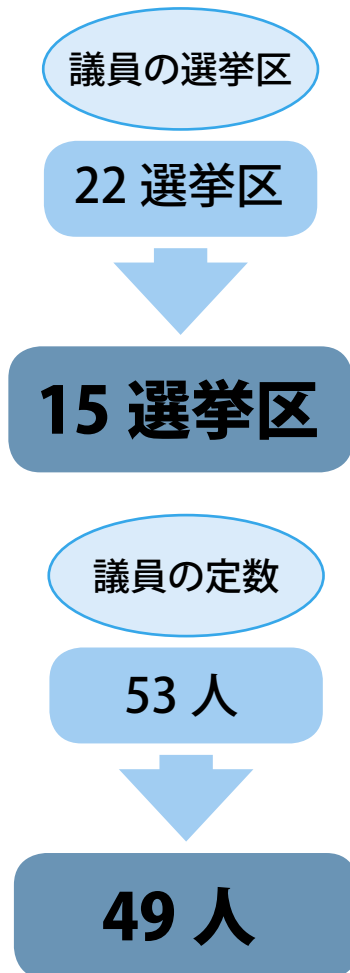 議員の選挙区
22 選挙区
15 選挙区
議員の定数
53 人
49 人